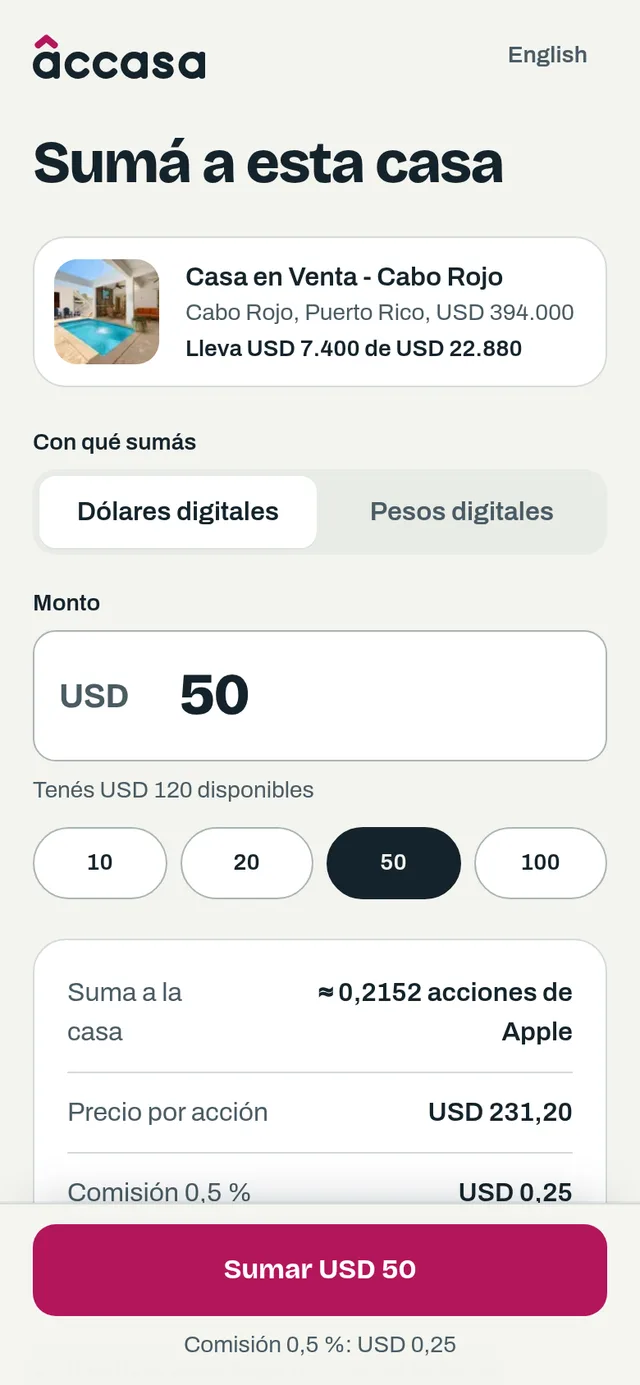 âccasa
English
Sumá a esta casa
Casa en Venta - Cabo Rojo
Cabo Rojo, Puerto Rico, USD 394.000
Lleva USD 7.400 de USD 22.880
Con qué sumás
Dólares digitales
Pesos digitales
Monto
USD 50
Tenés USD 120 disponibles
10
20
50
100
Suma a la casa
≈ 0,2152 acciones de Apple
Precio por acción
USD 231,20
Comisión 0,5 %
USD 0,25
Sumar USD 50
Comisión 0,5 %: USD 0,25